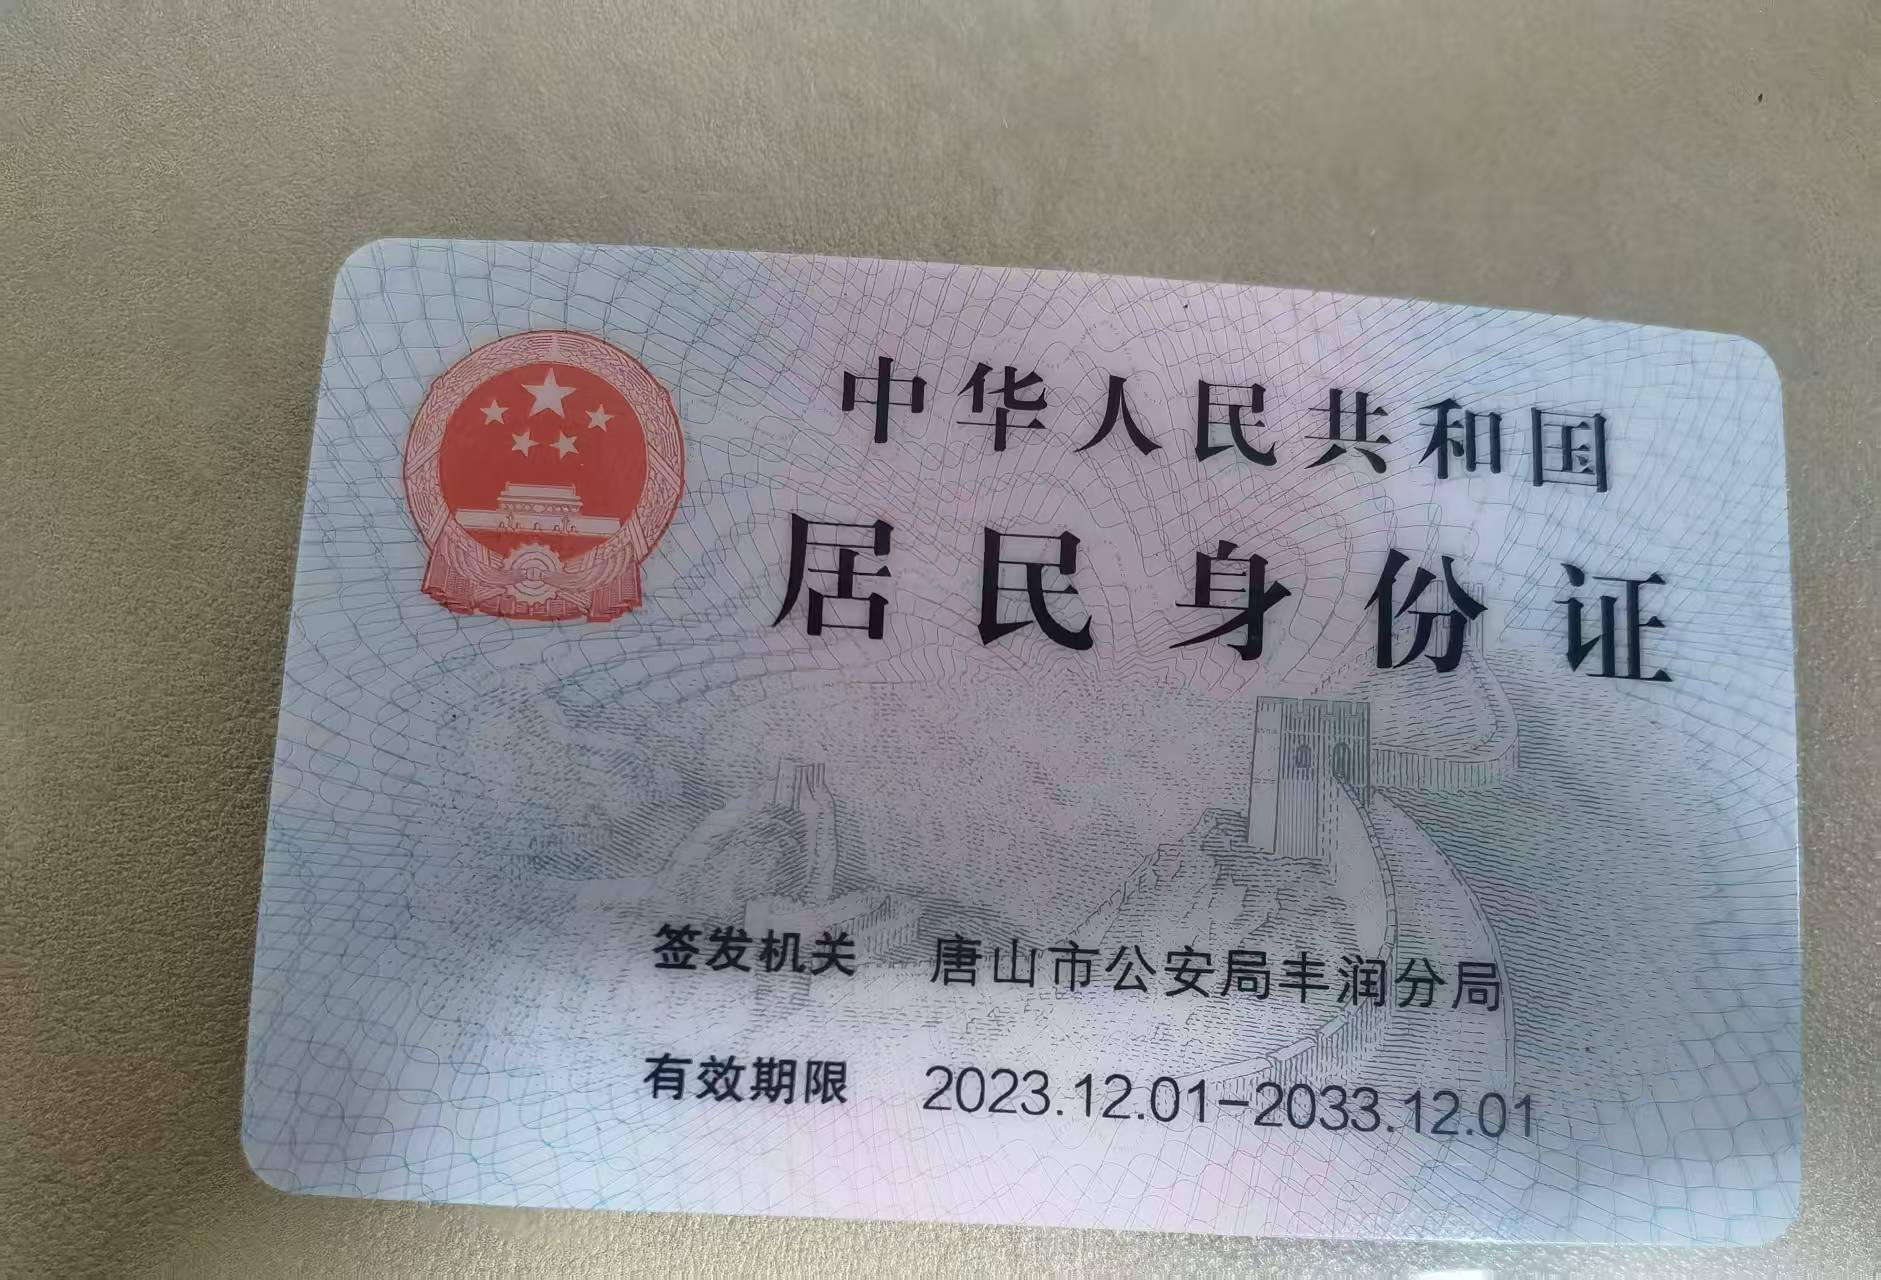 中华人民共和国
居民身份证
签发机关 唐山市公安局丰润分局
有效期限 2023.12.01-2033.12.01